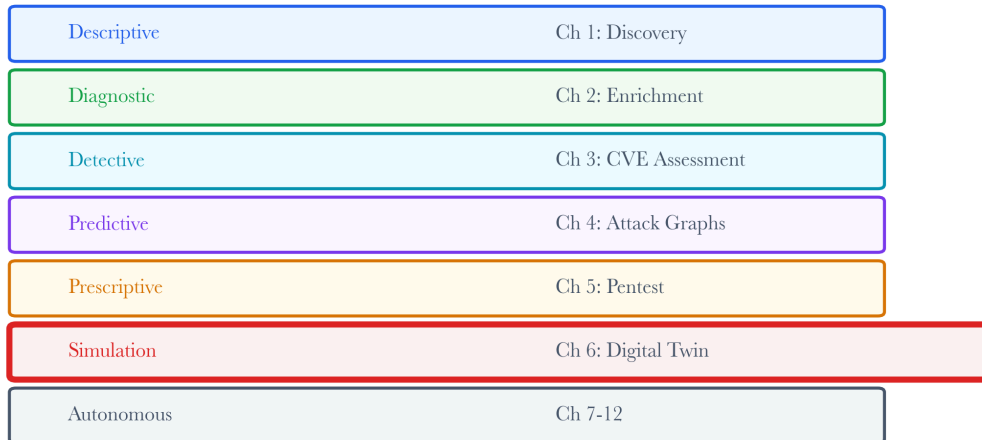 Descriptive Ch 1: Discovery
Diagnostic Ch 2: Enrichment
Detective Ch 3: CVE Assessment
Predictive Ch 4: Attack Graphs
Prescriptive Ch 5: Pentest
Simulation Ch 6: Digital Twin
Autonomous Ch 7-12